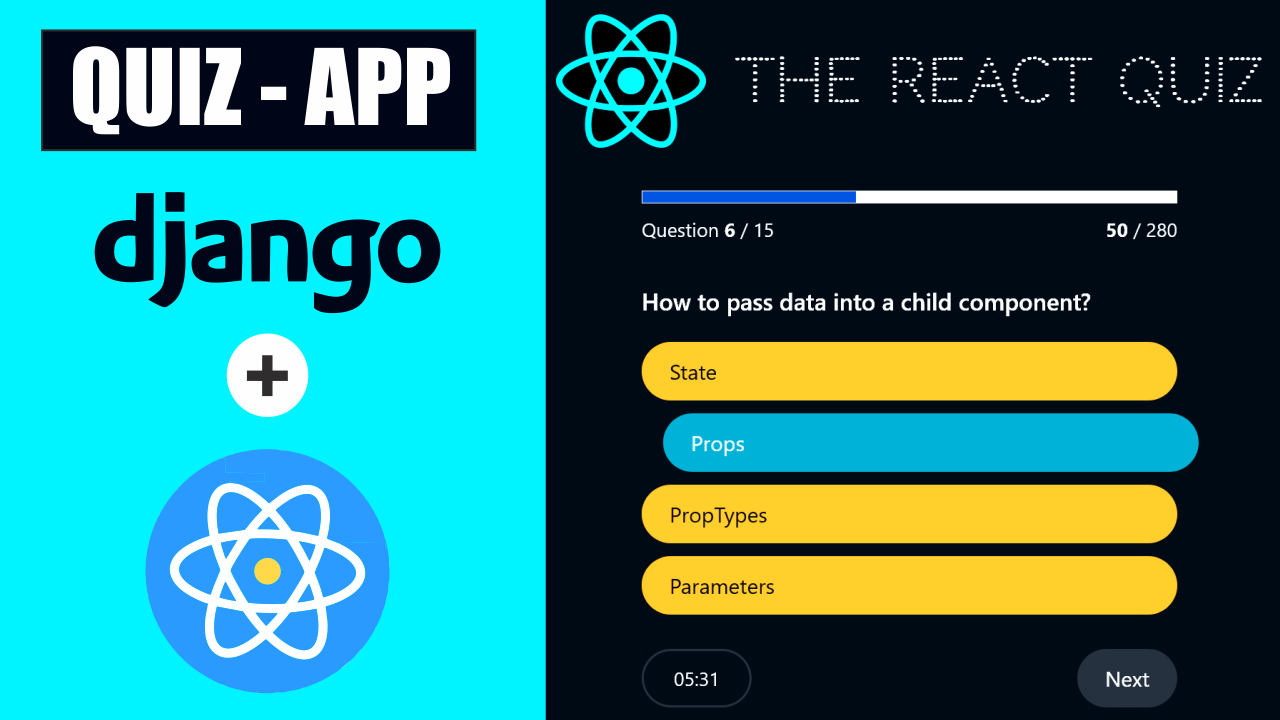 QUIZ - APP
django
THE REACT QUIZ
Question 6 / 15
50 / 280
How to pass data into a child component?
State
Props
PropTypes
Parameters
05:31
Next